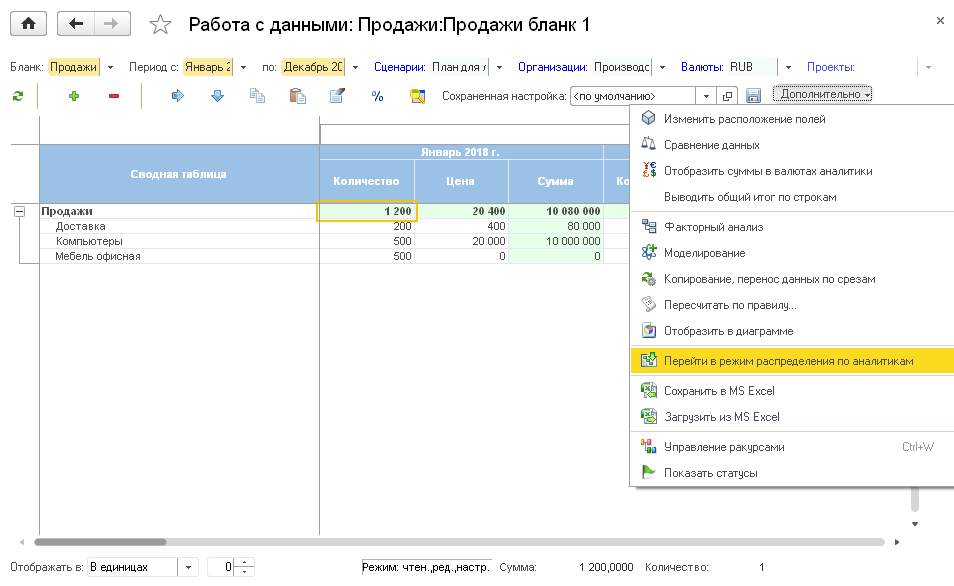 Работа с данными: Продажи:Продажи бланк 1
Бланк: Продажи Период с: Январь 2 по: Декабрь 20 Сценарии: План для л Организации: Производс Валюты: RUB Проекты:
% Сохраненная настройка: <по умолчанию> Дополнительно
Изменить расположение полей
Сравнение данных
Отобразить суммы в валютах аналитики
Выводить общий итог по строкам
Факторный анализ
Моделирование
Копирование, перенос данных по срезам
Пересчитать по правилу...
Отобразить в диаграмме
Перейти в режим распределения по аналитикам
Сохранить в MS Excel
Загрузить из MS Excel
Управление ракурсами Ctrl+W
Показать статусы
Январь 2018 г.
Сводная таблица Количество Цена Сумма Ко
Продажи 1 200 20 400 10 080 000
Доставка 200 400 80 000
Компьютеры 500 20 000 10 000 000
Мебель офисная 500 0 0
Отображать в: В единицах 0 Режим: чтен.,ред.,настр. Сумма: 1 200,0000 Количество: 1